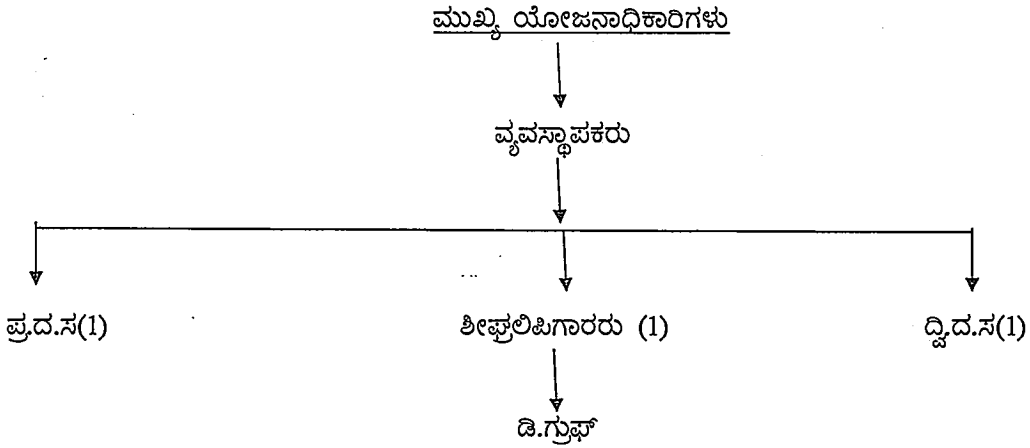 ಮುಖ್ಯ ಯೋಜನಾಧಿಕಾರಿಗಳು
ವ್ಯವಸ್ಥಾಪಕರು
ಪ್ರ.ದ.ಸ(1) ಶೀಘ್ರಲಿಪಿಗಾರರು (1) ದ್ವಿ.ದ.ಸ(1)
ಡಿ.ಗ್ರುಫ್